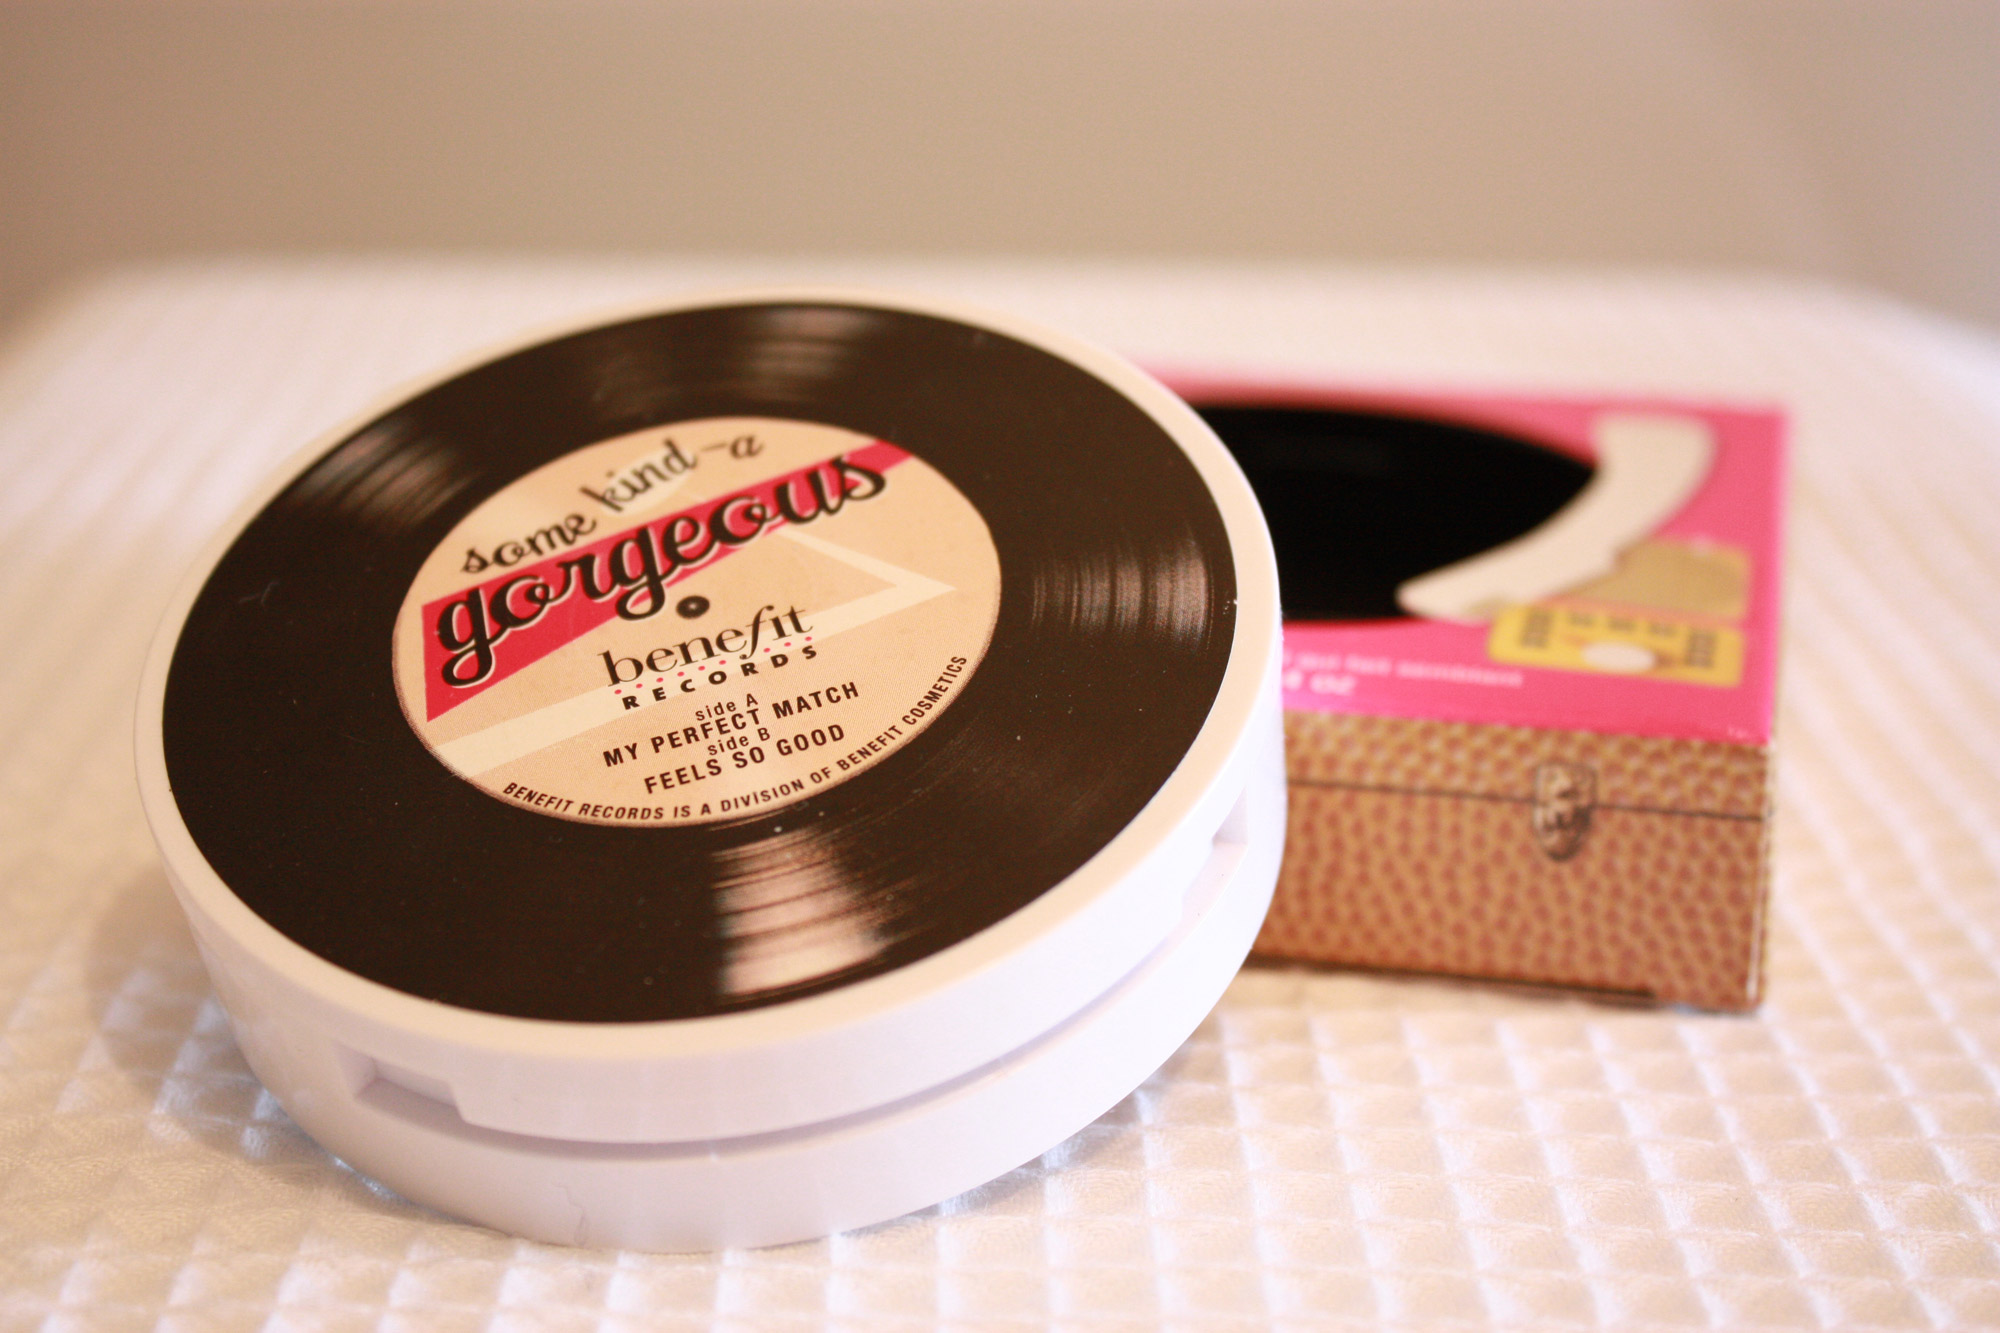 some kind-a
gorgeous
benefit
RECORDS
side A
MY PERFECT MATCH
side B
FEELS SO GOOD
BENEFIT RECORDS IS A DIVISION OF BENEFIT COSMETICS
OZ